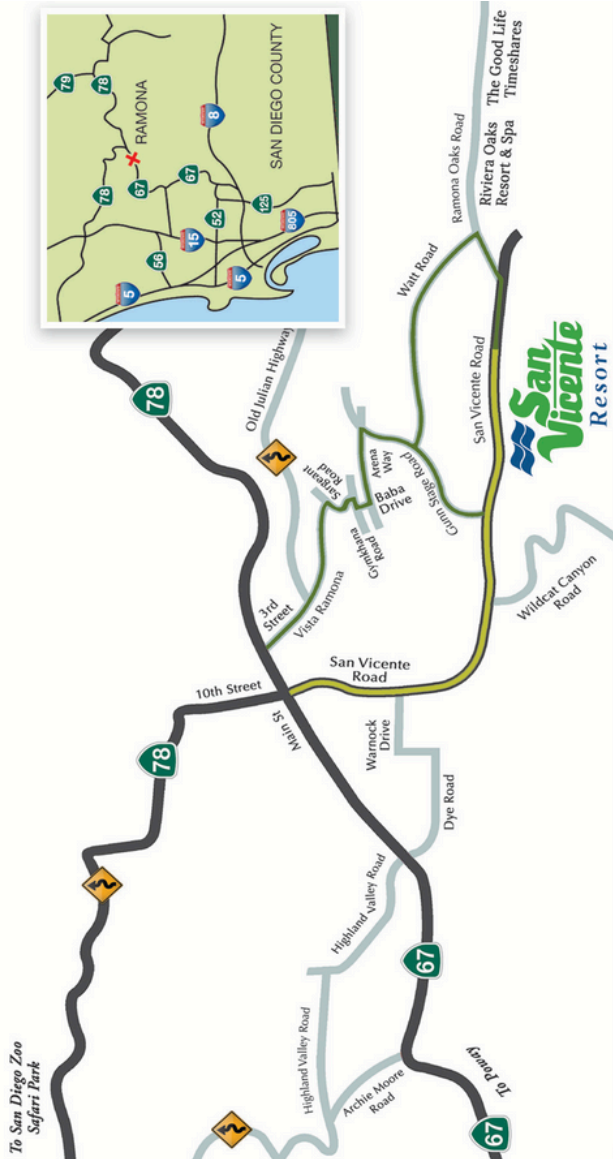 To San Diego Zoo
Safari Park
78
10th Street
78
Main St
3rd
Street
Vista Ramona
Old Julian Highway
Sargeant
Road
Gymkhana
Road
Baba
Drive
Arena
Way
Gunn Stage Road
Watt Road
Ramona Oaks Road
Riviera Oaks
Resort & Spa
The Good Life
Timeshares
San Vicente Road
San
Vicente
Resort
Wildcat Canyon
Road
San Vicente
Road
Warnock
Drive
Dye Road
Highland Valley Road
Highland Valley Road
Archie Moore
Road
67
To Poway
67
79
78
78
RAMONA
67
67
8
SAN DIEGO COUNTY
56
15
52
125
805
5
5